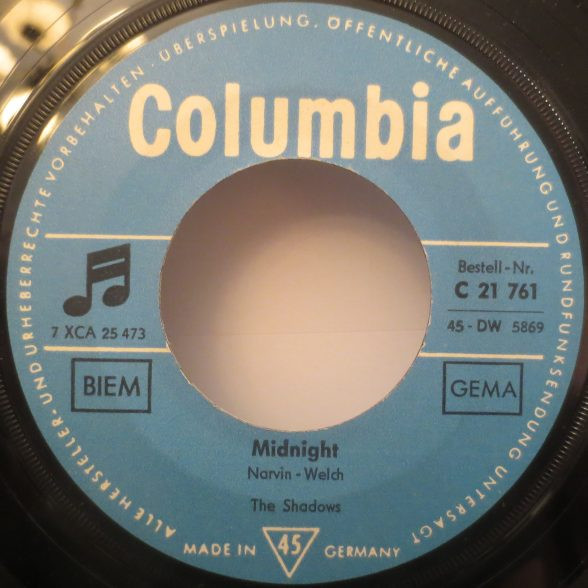 ALLE HERSTELLER-UND URHEBERRECHTE VORBEHALTEN · ÜBERSPIELUNG, ÖFFENTLICHE AUFFÜHRUNG UND RUNDFUNKSENDUNG UNTERSAGT
Columbia
7 XCA 25 473
Bestell-Nr.
C 21 761
45-DW 5869
BIEM
GEMA
Midnight
Narvin - Welch
The Shadows
MADE IN 45 GERMANY